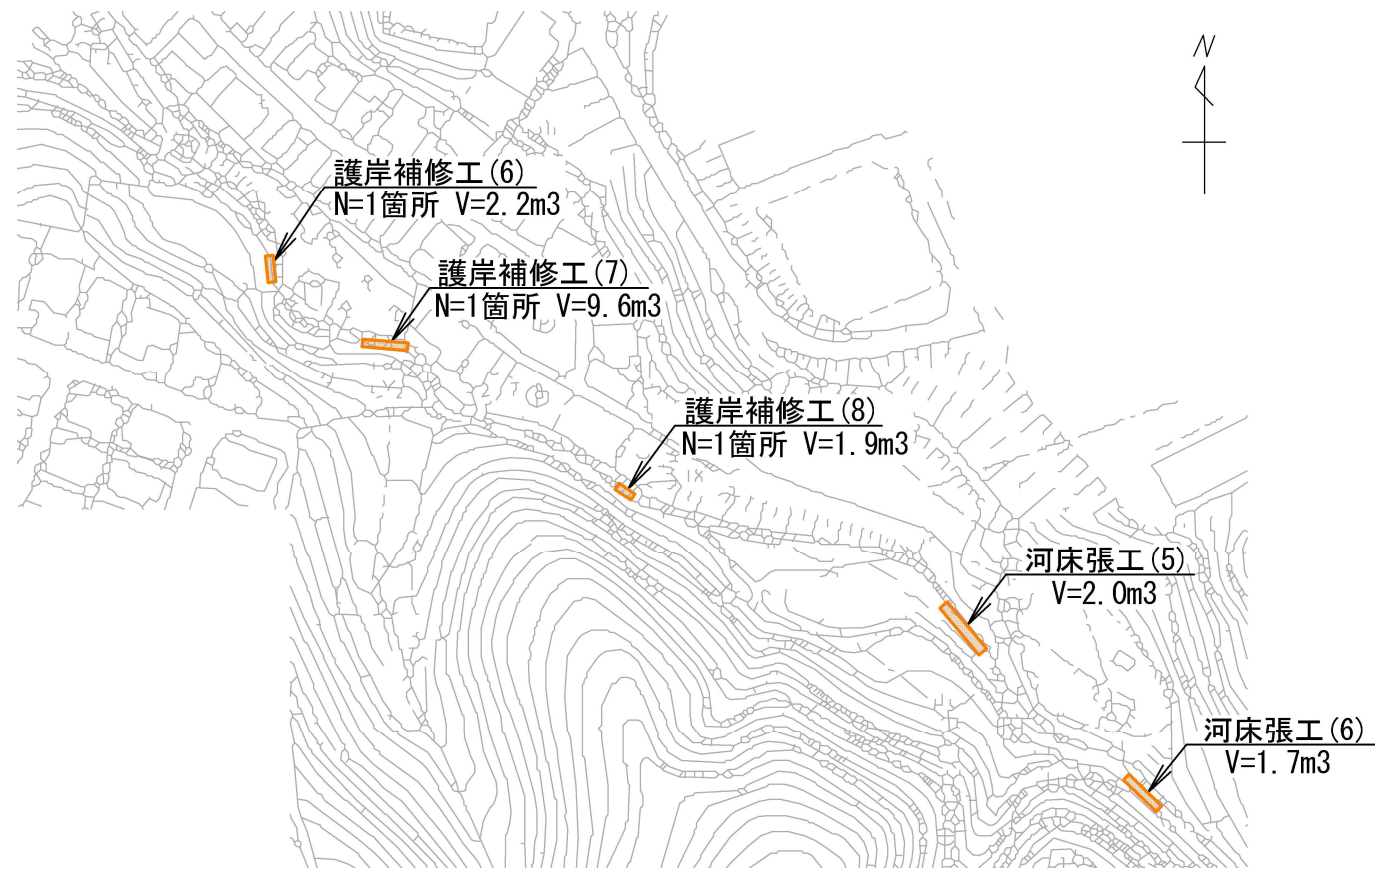 N
護岸補修工(6)
N=1箇所 V=2.2m3
護岸補修工(7)
N=1箇所 V=9.6m3
護岸補修工(8)
N=1箇所 V=1.9m3
河床張工(5)
V=2.0m3
河床張工(6)
V=1.7m3